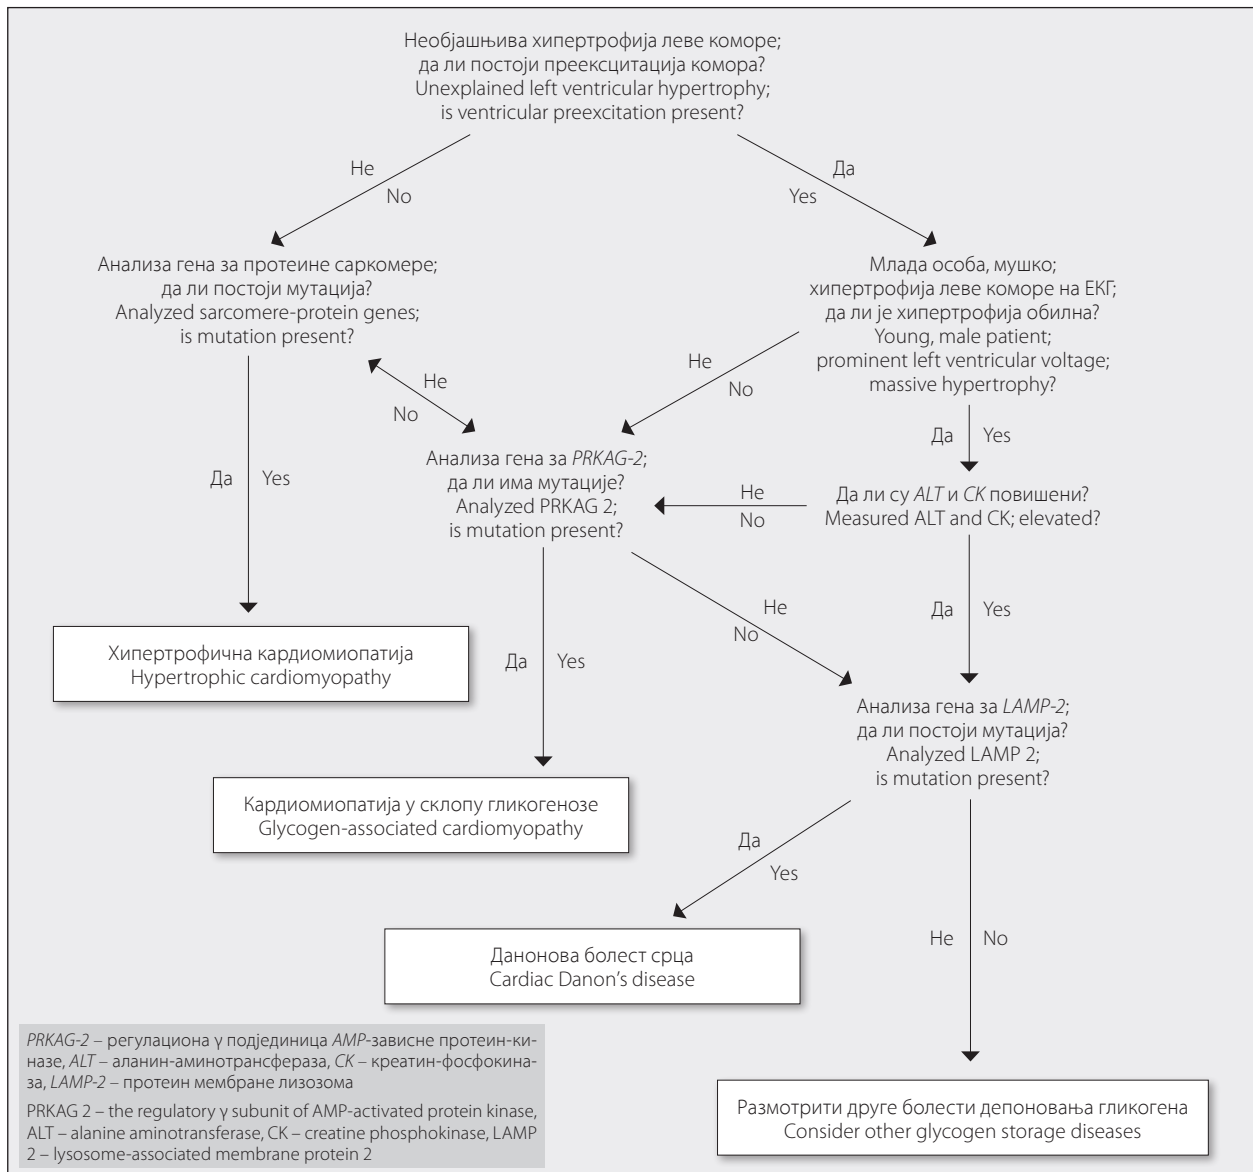 Необјашњива хипертрофија леве коморе;
да ли постоји преексцитација комора?
Unexplained left ventricular hypertrophy;
is ventricular preexcitation present?
Не
No
Да
Yes
Анализа гена за протеине саркомере;
да ли постоји мутација?
Analyzed sarcomere-protein genes;
is mutation present?
Млада особа, мушко;
хипертрофија леве коморе на ЕКГ;
да ли је хипертрофија обилна?
Young, male patient;
prominent left ventricular voltage;
massive hypertrophy?
Не
No
Не
No
Да Yes
Да Yes
Анализа гена за PRKAG-2;
да ли има мутације?
Analyzed PRKAG 2;
is mutation present?
Не
No
Да ли су ALT и CK повишени?
Measured ALT and CK; elevated?
Не
No
Да Yes
Да Yes
Хипертрофична кардиомиопатија
Hypertrophic cardiomyopathy
Анализа гена за LAMP-2;
да ли постоји мутација?
Analyzed LAMP 2;
is mutation present?
Кардиомиопатија у склопу гликогенозе
Glycogen-associated cardiomyopathy
Да
Yes
Не No
Данонова болест срца
Cardiac Danon's disease
PRKAG-2 – регулациона γ подјединица AMP-зависне протеин-ки-
назе, ALT – аланин-аминотрансфераза, CK – креатин-фосфокина-
за, LAMP-2 – протеин мембране лизозома
PRKAG 2 – the regulatory γ subunit of AMP-activated protein kinase,
ALT – alanine aminotransferase, CK – creatine phosphokinase, LAMP
2 – lysosome-associated membrane protein 2
Размотрити друге болести депоновања гликогена
Consider other glycogen storage diseases